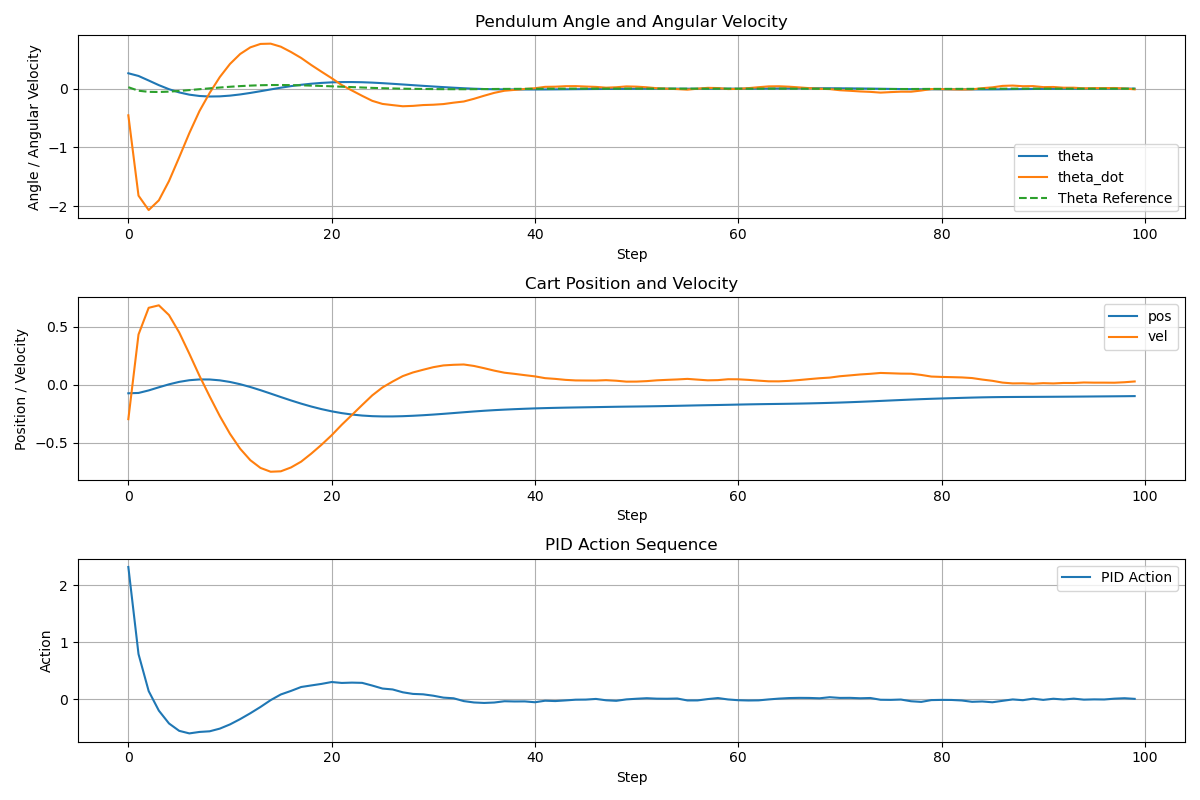 Pendulum Angle and Angular Velocity
Angle / Angular Velocity
0
−1
−2
theta
theta_dot
Theta Reference
0 20 40 60 80 100
Step
Cart Position and Velocity
Position / Velocity
0.5
0.0
−0.5
pos
vel
0 20 40 60 80 100
Step
PID Action Sequence
Action
2
1
0
PID Action
0 20 40 60 80 100
Step